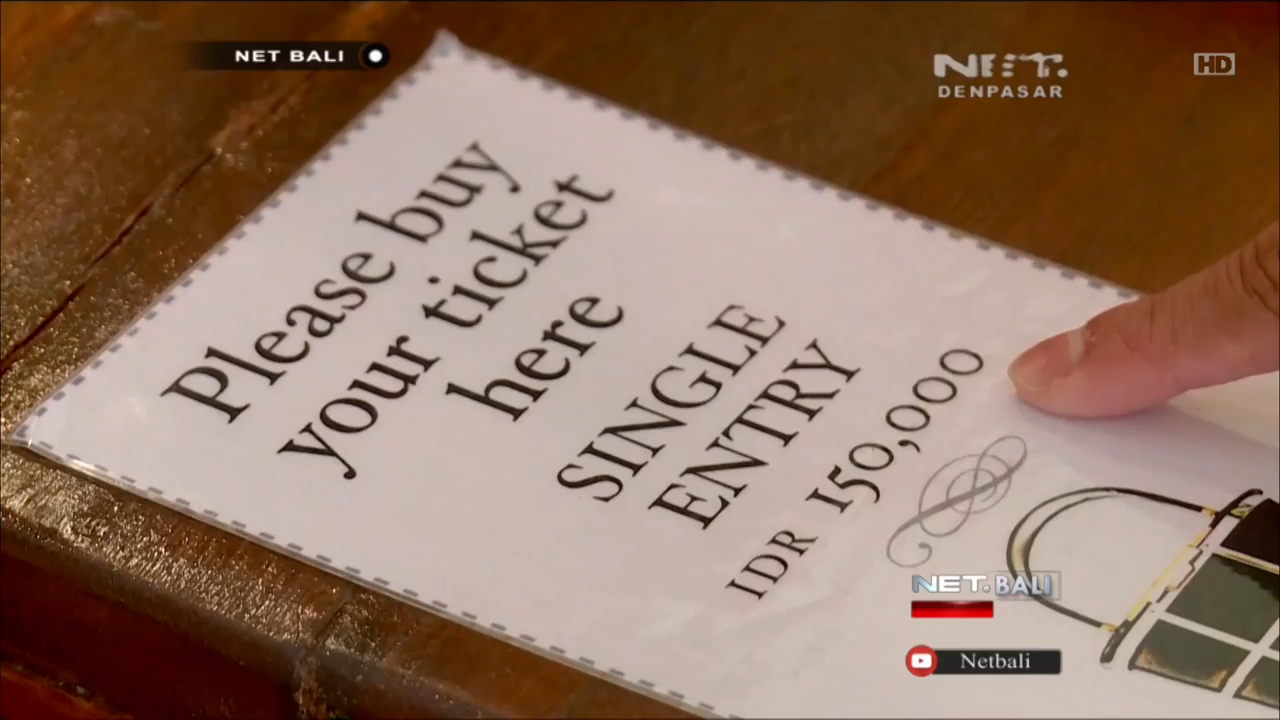 NET BALI
NET.
DENPASAR
HD
Please buy
your ticket
here
SINGLE
ENTRY
IDR 150,000
NET. BALI
Netbali